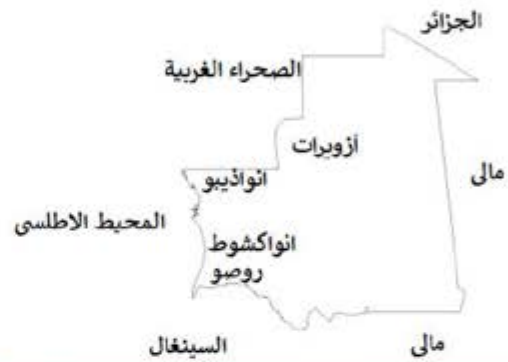 الجزائر
الصحراء الغربية
أزويرات
مالى
انواذيبو
المحيط الاطلسى
انواكشوط
روصو
السينغال
مالى